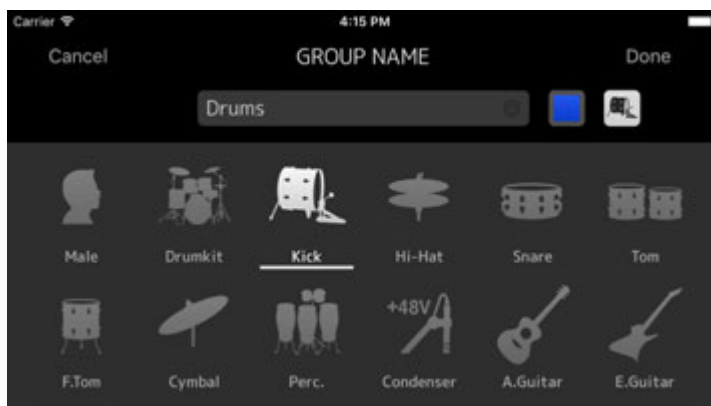 Carrier 4:15 PM
Cancel GROUP NAME Done
Drums
Male Drumkit Kick Hi-Hat Snare Tom
+48V
F.Tom Cymbal Perc. Condenser A.Guitar E.Guitar